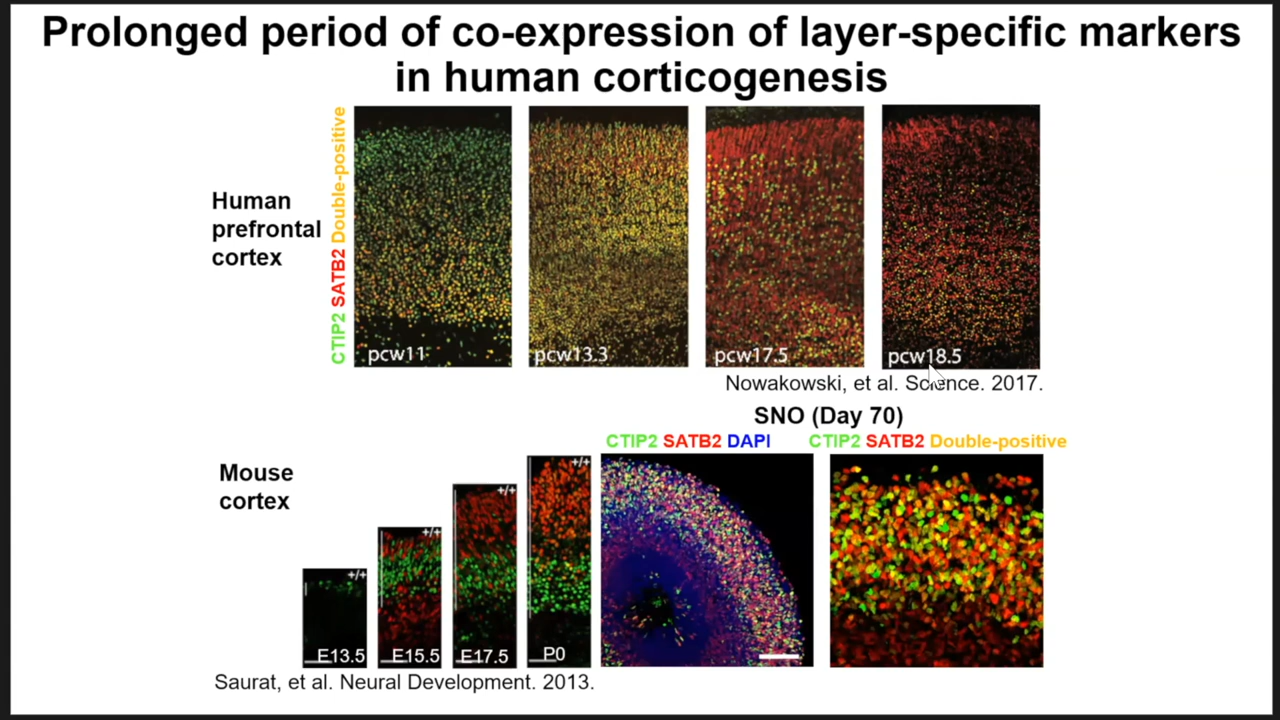 Prolonged period of co-expression of layer-specific markers
in human corticogenesis
Human
prefrontal
cortex
CTIP2 SATB2 Double-positive
pcw11
pcw13.3
pcw17.5
pcw18.5
Nowakowski, et al. Science. 2017.
SNO (Day 70)
CTIP2 SATB2 DAPI
CTIP2 SATB2 Double-positive
Mouse
cortex
+/+
+/+
+/+
+/+
E13.5
E15.5
E17.5
P0
Saurat, et al. Neural Development. 2013.